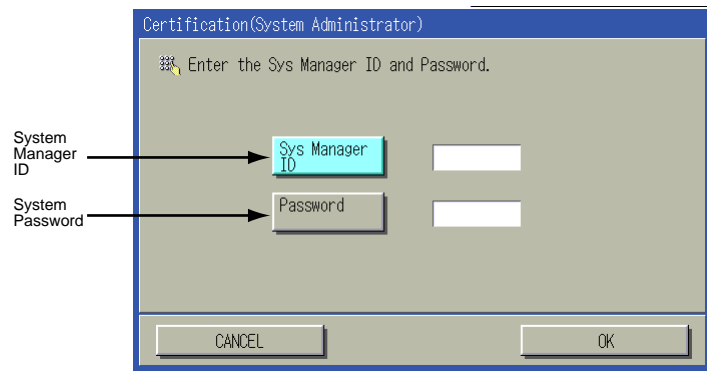 Certification(System Administrator)
Enter the Sys Manager ID and Password.
System
Manager
ID
Sys Manager
ID
System
Password
Password
CANCEL
OK